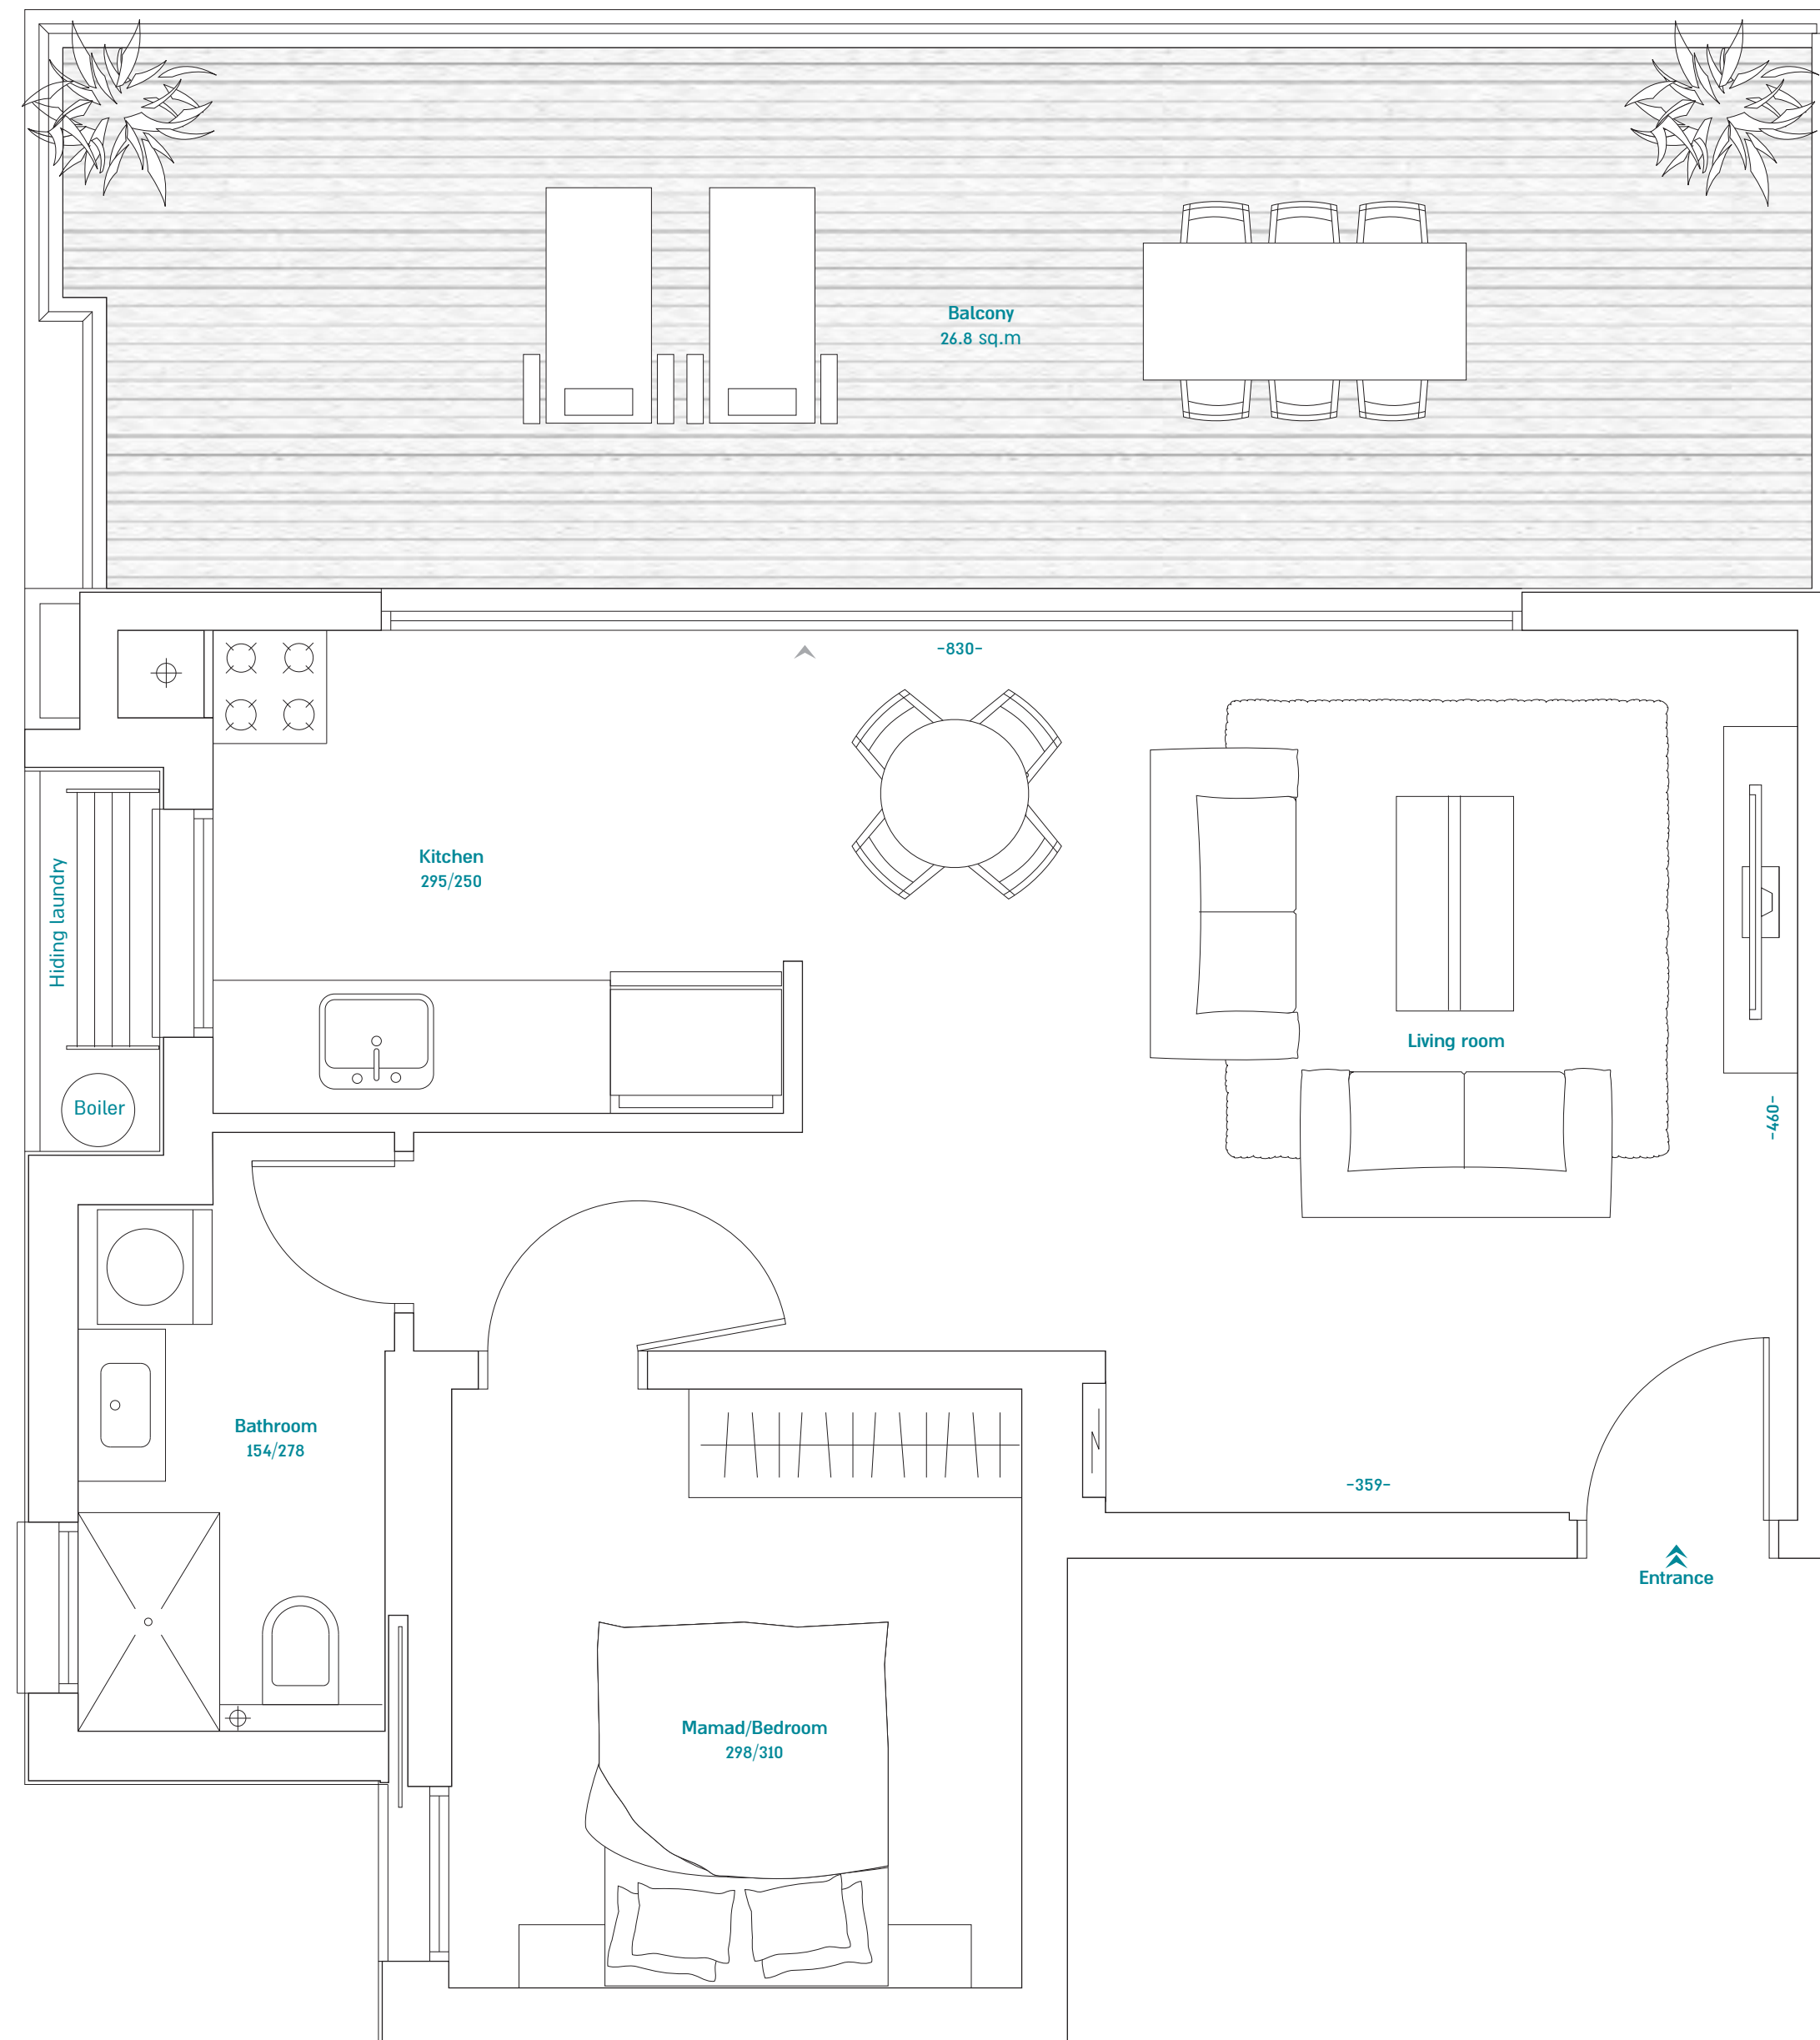 Balcony
26.8 sq.m
-830-
Kitchen
295/250
Hiding laundry
Boiler
Living room
-460-
Bathroom
154/278
-359-
Entrance
Mamad/Bedroom
298/310